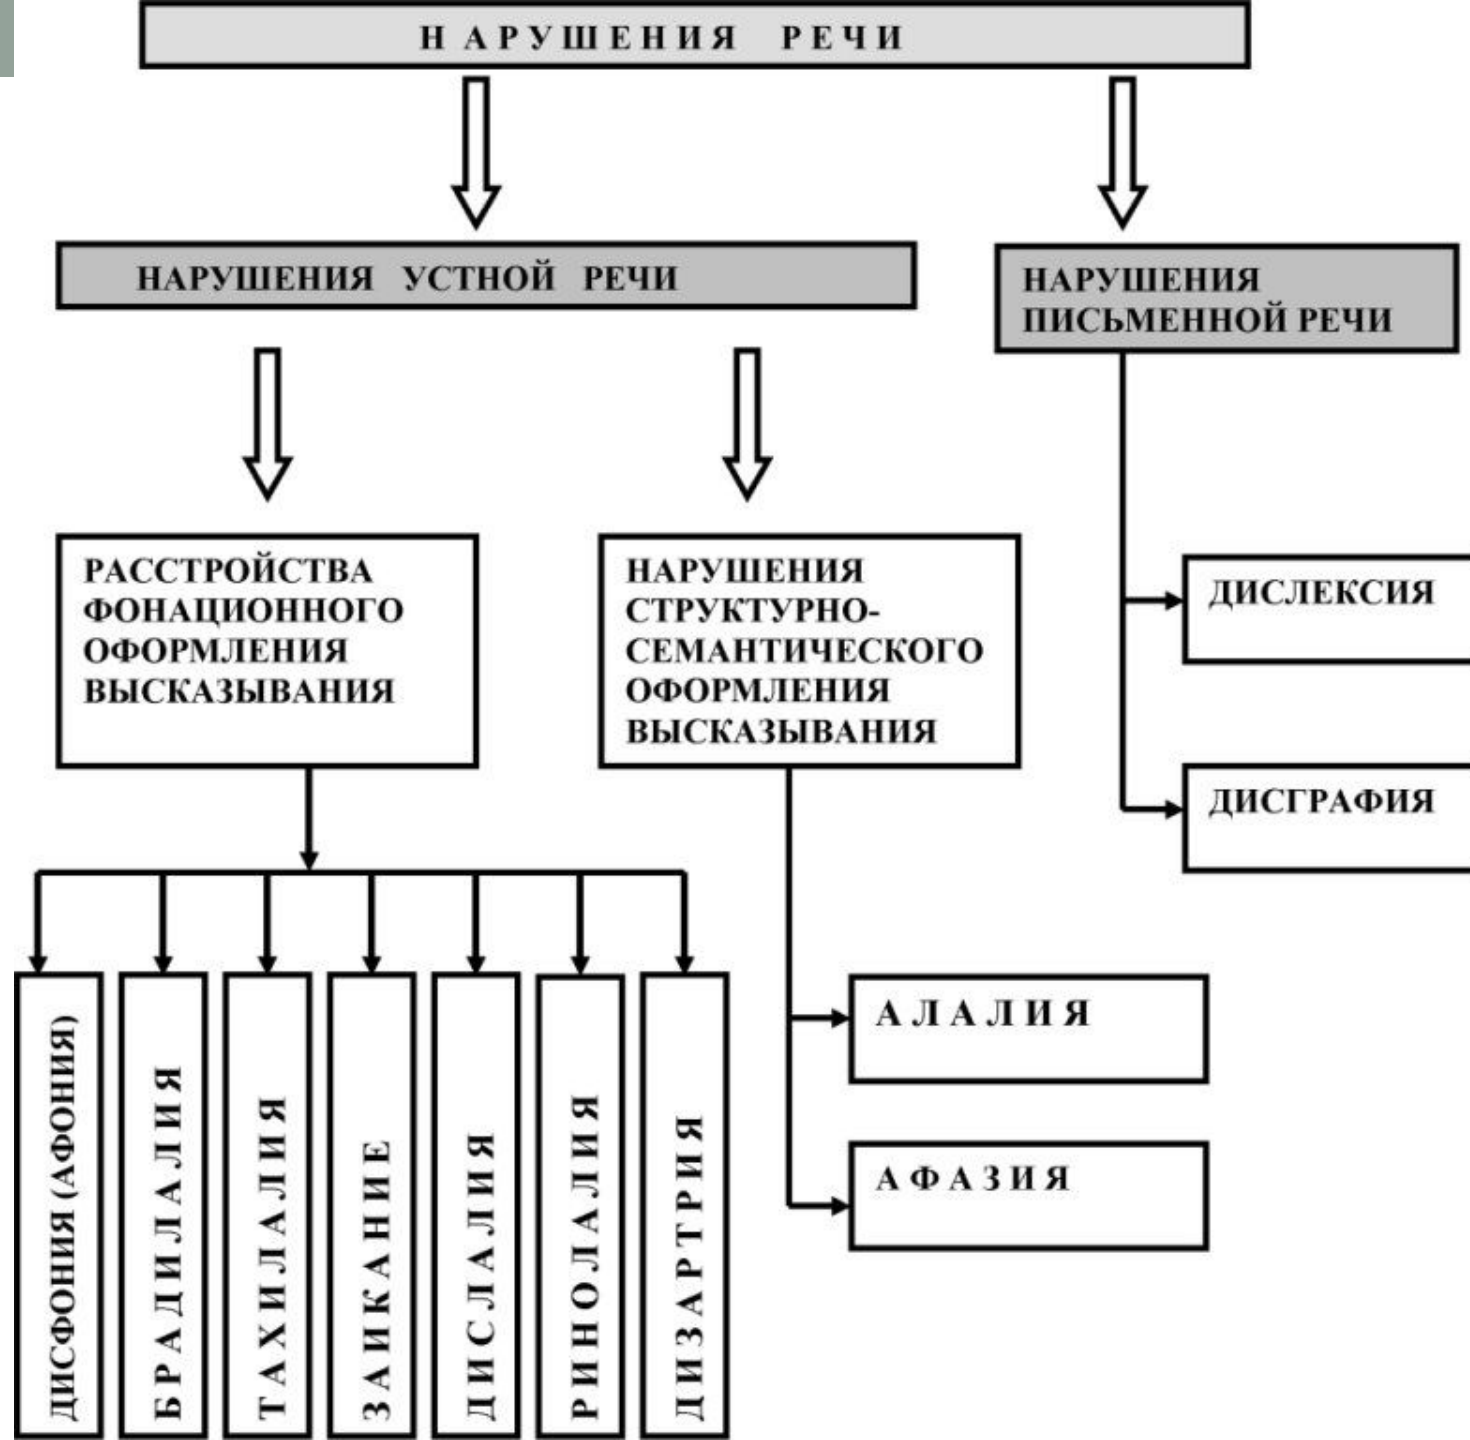 НАРУШЕНИЯ РЕЧИ
НАРУШЕНИЯ УСТНОЙ РЕЧИ
НАРУШЕНИЯ
ПИСЬМЕННОЙ РЕЧИ
РАССТРОЙСТВА
ФОНАЦИОННОГО
ОФОРМЛЕНИЯ
ВЫСКАЗЫВАНИЯ
НАРУШЕНИЯ
СТРУКТУРНО-
СЕМАНТИЧЕСКОГО
ОФОРМЛЕНИЯ
ВЫСКАЗЫВАНИЯ
ДИСЛЕКСИЯ
ДИСГРАФИЯ
ДИСФОНИЯ (АФОНИЯ)
БРАДИЛАЛИЯ
ТАХИЛАЛИЯ
ЗАИКАНИЕ
ДИСЛАЛИЯ
РИНОЛАЛИЯ
ДИЗАРТРИЯ
АЛАЛИЯ
АФАЗИЯ